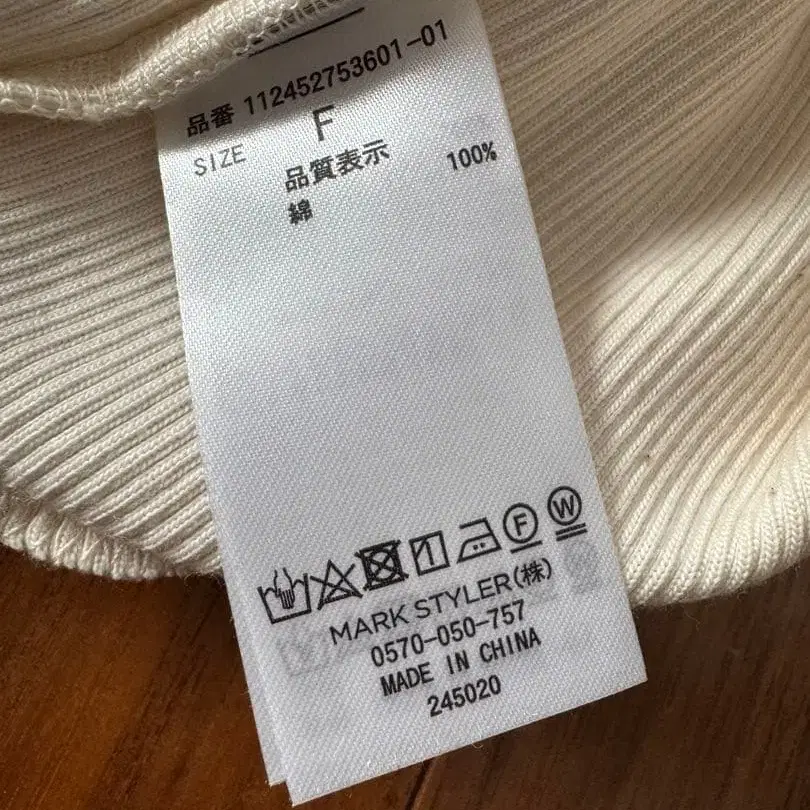 品番 112452753601-01
SIZE F
品質表示
綿 100%
F W
MARK STYLER(株)
0570-050-757
MADE IN CHINA
245020